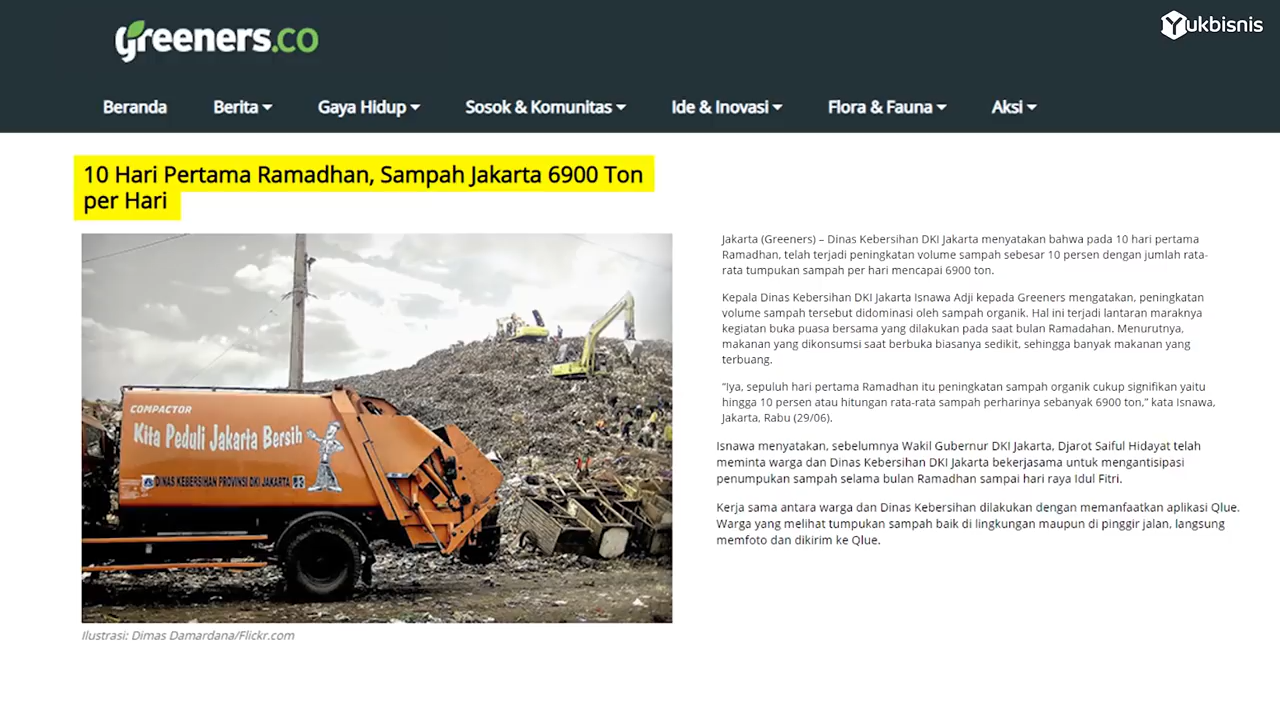 greeners.co
Yukbisnis
Beranda
Berita
Gaya Hidup
Sosok & Komunitas
Ide & Inovasi
Flora & Fauna
Aksi
10 Hari Pertama Ramadhan, Sampah Jakarta 6900 Ton
per Hari
COMPACTOR
Kita Peduli Jakarta Bersih
DINAS KEBERSIHAN PROVINSI DKI JAKARTA
Ilustrasi: Dimas Damardana/Flickr.com
Jakarta (Greeners) – Dinas Kebersihan DKI Jakarta menyatakan bahwa pada 10 hari pertama
Ramadhan, telah terjadi peningkatan volume sampah sebesar 10 persen dengan jumlah rata-
rata tumpukan sampah per hari mencapai 6900 ton.
Kepala Dinas Kebersihan DKI Jakarta Isnawa Adji kepada Greeners mengatakan, peningkatan
volume sampah tersebut didominasi oleh sampah organik. Hal ini terjadi lantaran maraknya
kegiatan buka puasa bersama yang dilakukan pada saat bulan Ramadahan. Menurutnya,
makanan yang dikonsumsi saat berbuka biasanya sedikit, sehingga banyak makanan yang
terbuang.
“Iya, sepuluh hari pertama Ramadhan itu peningkatan sampah organik cukup signifikan yaitu
hingga 10 persen atau hitungan rata-rata sampah perharinya sebanyak 6900 ton,” kata Isnawa,
Jakarta, Rabu (29/06).
Isnawa menyatakan, sebelumnya Wakil Gubernur DKI Jakarta, Djarot Saiful Hidayat telah
meminta warga dan Dinas Kebersihan DKI Jakarta bekerjasama untuk mengantisipasi
penumpukan sampah selama bulan Ramadhan sampai hari raya Idul Fitri.
Kerja sama antara warga dan Dinas Kebersihan dilakukan dengan memanfaatkan aplikasi Qlue.
Warga yang melihat tumpukan sampah baik di lingkungan maupun di pinggir jalan, langsung
memfoto dan dikirim ke Qlue.